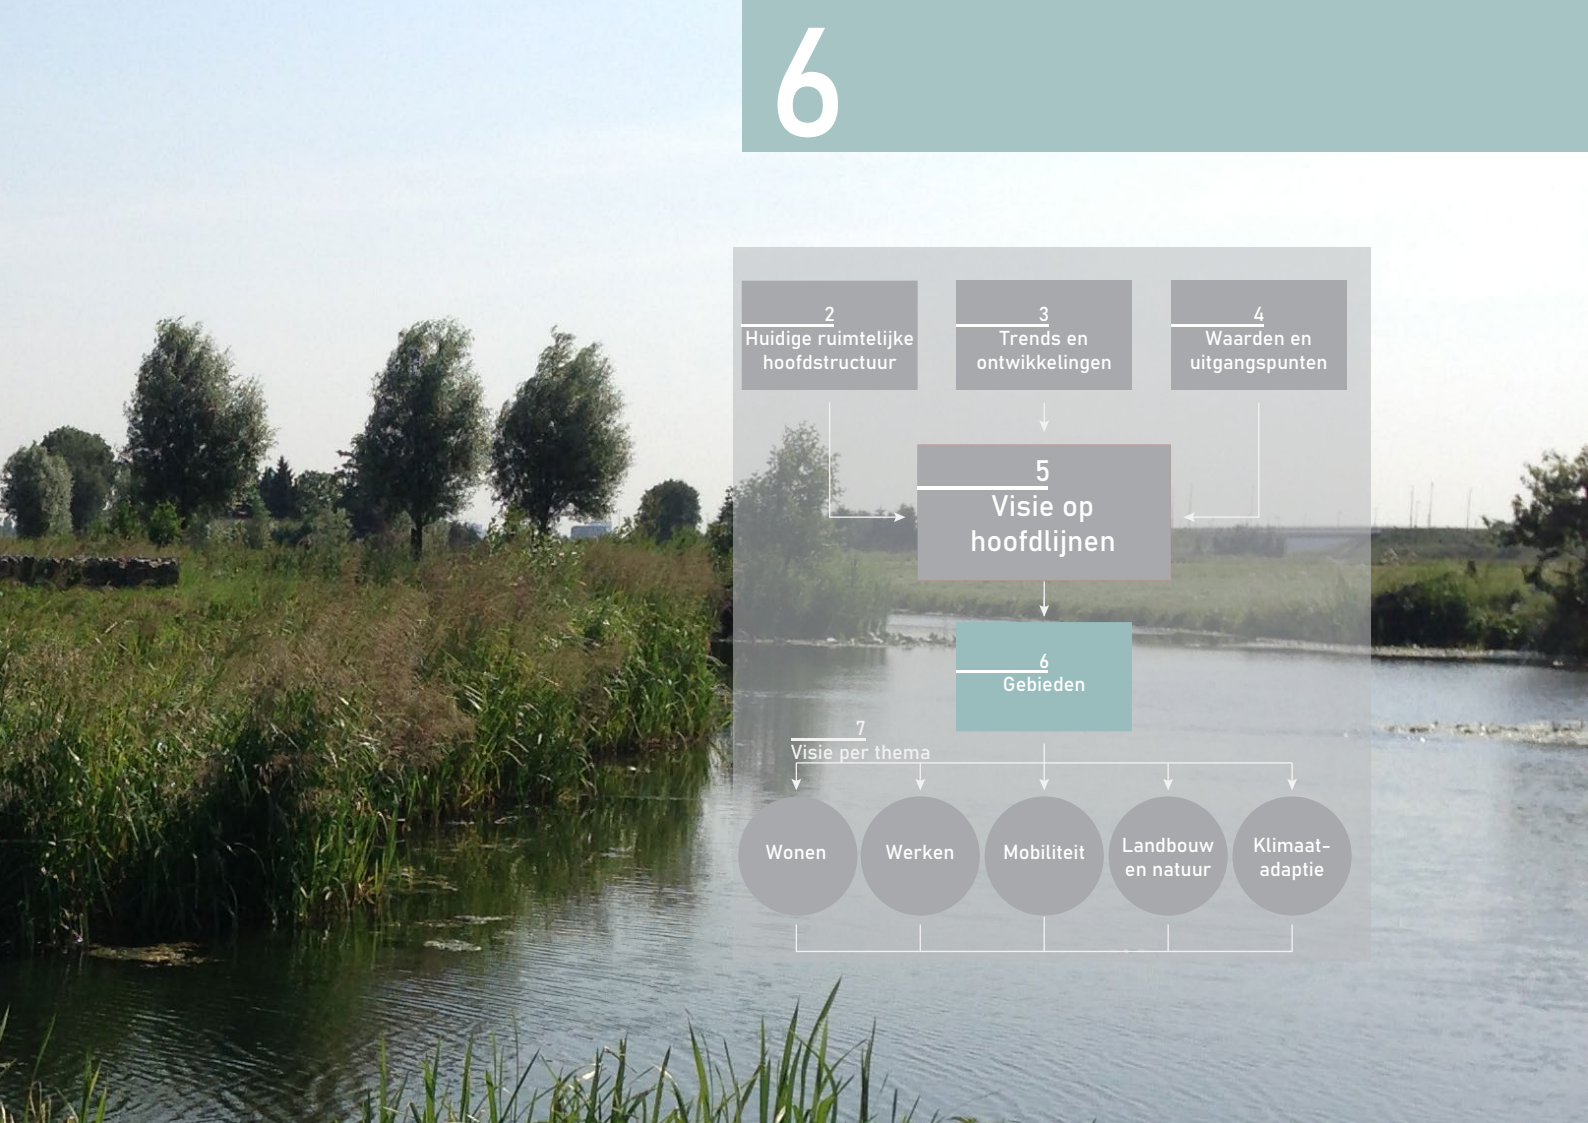 6
2
Huidige ruimtelijke
hoofdstructuur
3
Trends en
ontwikkelingen
4
Waarden en
uitgangspunten
5
Visie op
hoofdlijnen
6
Gebieden
7
Visie per thema
Wonen
Werken
Mobiliteit
Landbouw
en natuur
Klimaat-
adaptie